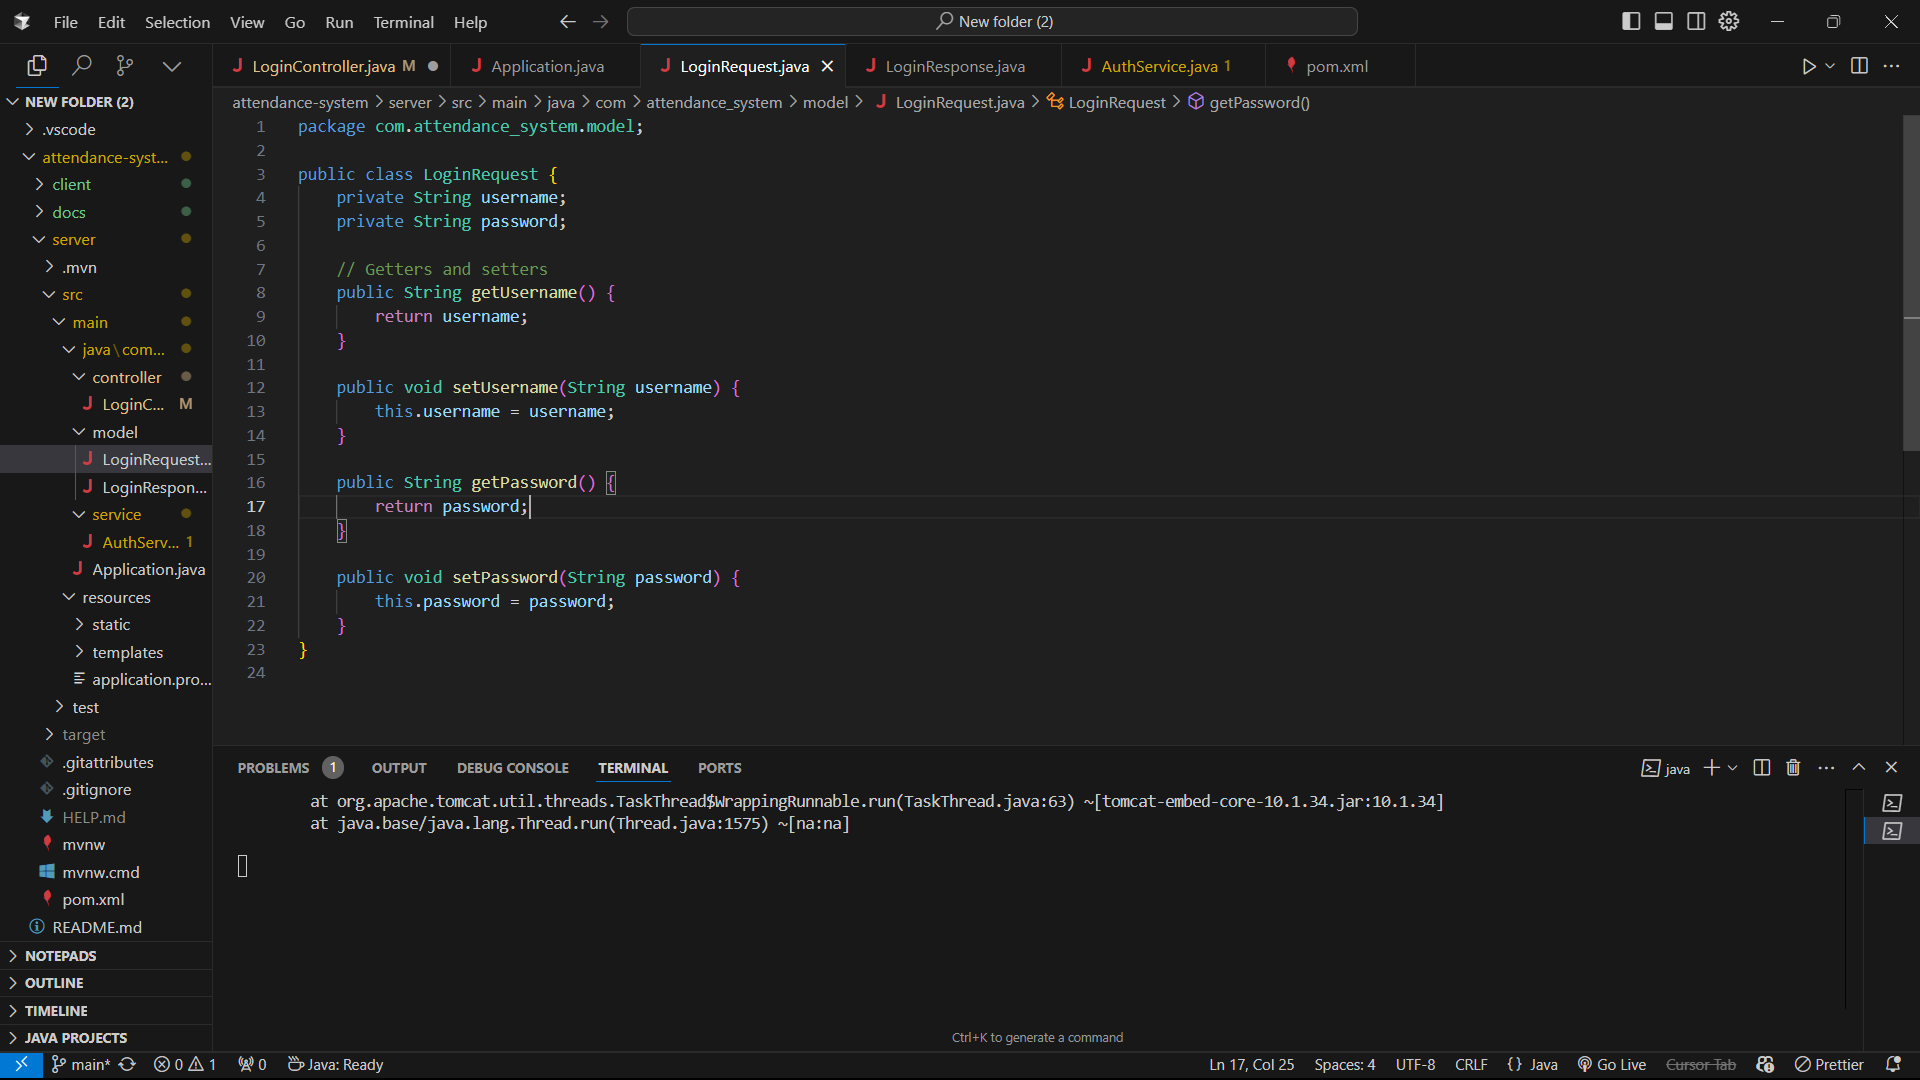 File Edit Selection View Go Run Terminal Help New folder (2)
LoginController.java M Application.java LoginRequest.java LoginResponse.java AuthService.java 1 pom.xml
attendance-system > server > src > main > java > com > attendance_system > model > LoginRequest.java > LoginRequest > getPassword()
NEW FOLDER (2)
.vscode
attendance-syst...
client
docs
server
.mvn
src
main
java\com...
controller
LoginC... M
model
LoginRequest...
LoginRespon...
service
AuthServ... 1
Application.java
resources
static
templates
application.pro...
test
target
.gitattributes
.gitignore
HELP.md
mvnw
mvnw.cmd
pom.xml
README.md
NOTEPADS
OUTLINE
TIMELINE
JAVA PROJECTS
1 package com.attendance_system.model;
2
3 public class LoginRequest {
4 private String username;
5 private String password;
6
7 // Getters and setters
8 public String getUsername() {
9 return username;
10 }
11
12 public void setUsername(String username) {
13 this.username = username;
14 }
15
16 public String getPassword() {
17 return password;
18 }
19
20 public void setPassword(String password) {
21 this.password = password;
22 }
23 }
24
PROBLEMS 1 OUTPUT DEBUG CONSOLE TERMINAL PORTS java
at org.apache.tomcat.util.threads.TaskThread$WrappingRunnable.run(TaskThread.java:63) ~[tomcat-embed-core-10.1.34.jar:10.1.34]
at java.base/java.lang.Thread.run(Thread.java:1575) ~[na:na]
Ctrl+K to generate a command
main* 0 1 0 Java: Ready Ln 17, Col 25 Spaces: 4 UTF-8 CRLF {} Java Go Live Cursor Tab Prettier